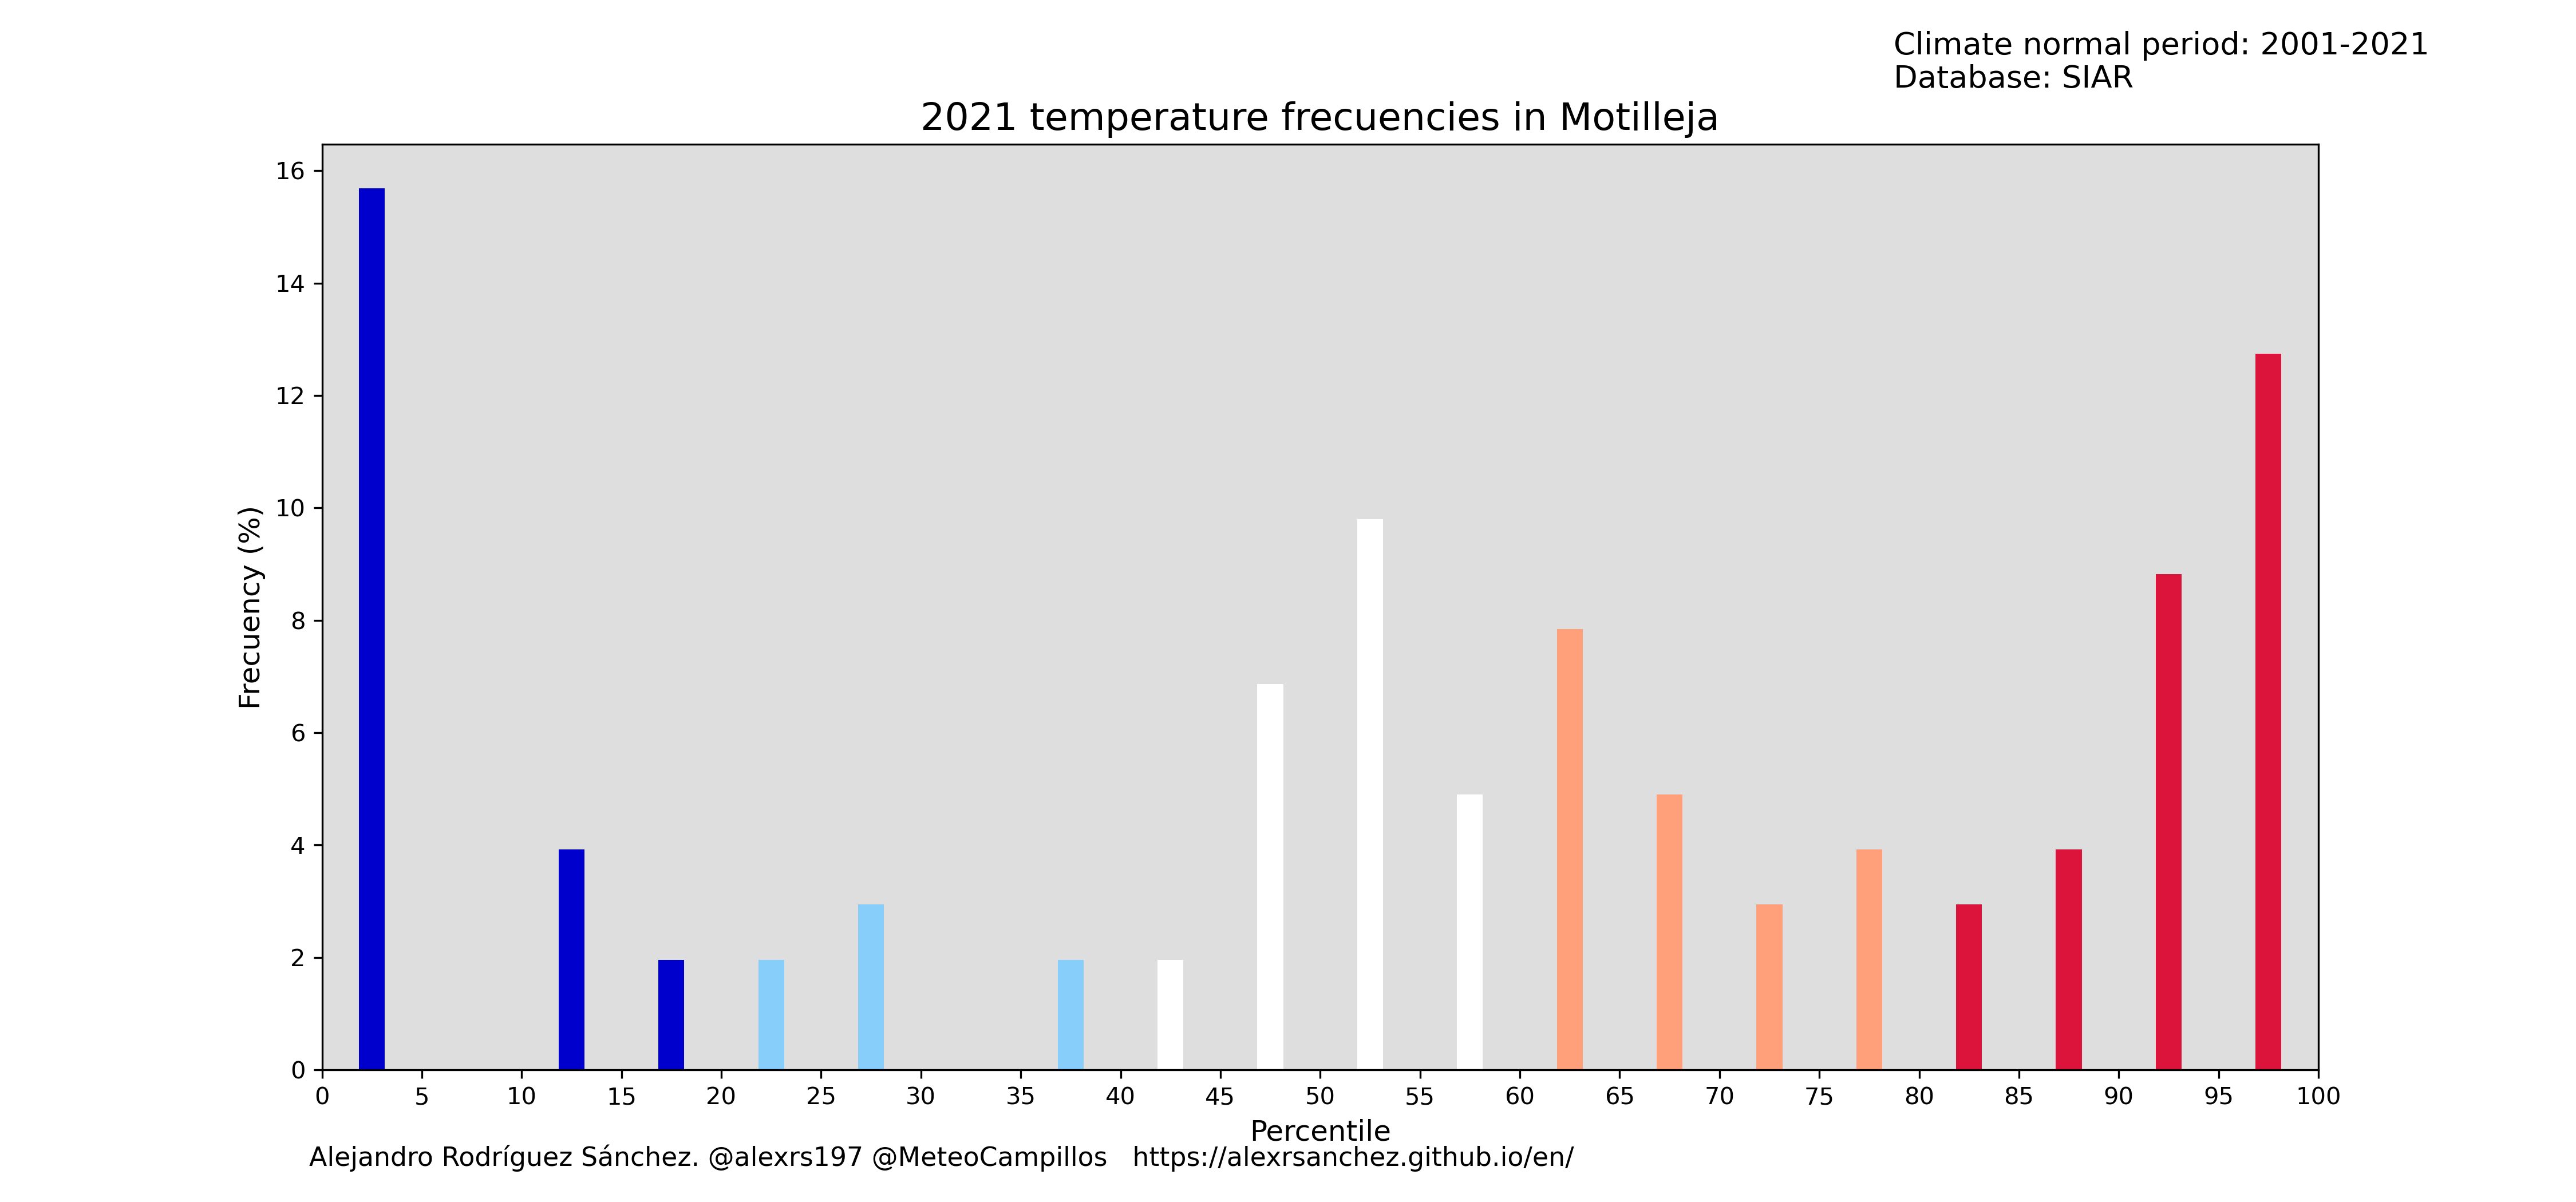 Climate normal period: 2001-2021
Database: SIAR
2021 temperature frecuencies in Motilleja
Frecuency (%)
16
14
12
10
8
6
4
2
0
0 5 10 15 20 25 30 35 40 45 50 55 60 65 70 75 80 85 90 95 100
Percentile
Alejandro Rodríguez Sánchez. @alexrs197 @MeteoCampillos https://alexrsanchez.github.io/en/